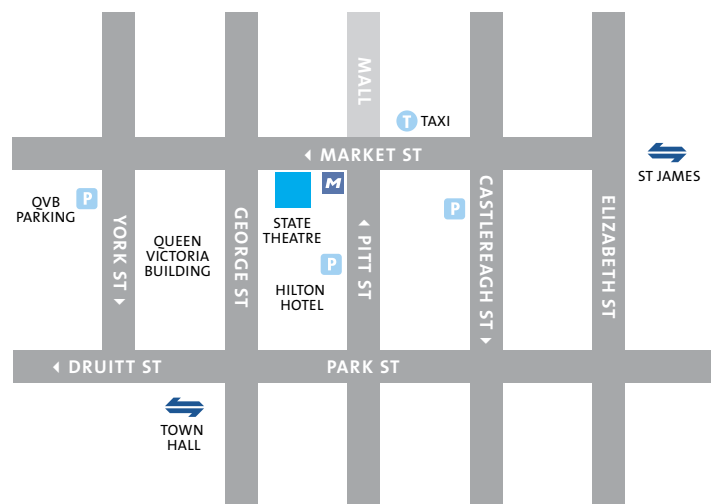 MALL
T TAXI
MARKET ST
ST JAMES
M
P
QVB
PARKING
YORK ST
QUEEN
VICTORIA
BUILDING
GEORGE ST
STATE
THEATRE
P
HILTON
HOTEL
PITT ST
P
CASTLEREAGH ST
ELIZABETH ST
DRUITT ST
PARK ST
TOWN
HALL